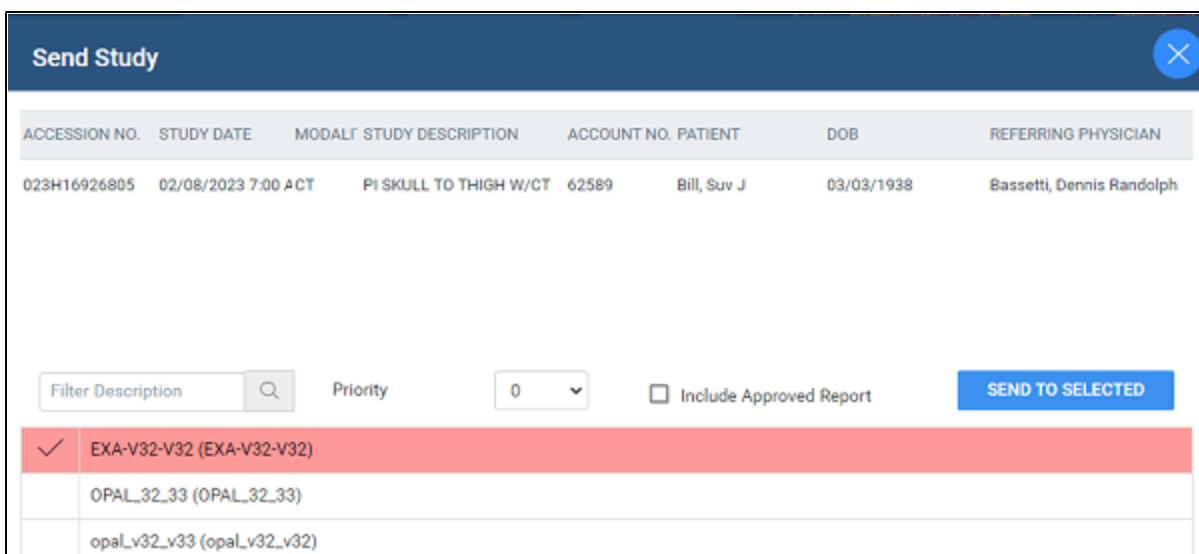 Send Study
ACCESSION NO. STUDY DATE MODALI STUDY DESCRIPTION ACCOUNT NO. PATIENT DOB REFERRING PHYSICIAN
023H16926805 02/08/2023 7:00 A CT PI SKULL TO THIGH W/CT 62589 Bill, Suv J 03/03/1938 Bassetti, Dennis Randolph
Filter Description Priority 0 Include Approved Report SEND TO SELECTED
EXA-V32-V32 (EXA-V32-V32)
OPAL_32_33 (OPAL_32_33)
opal_v32_v33 (opal_v32_v32)